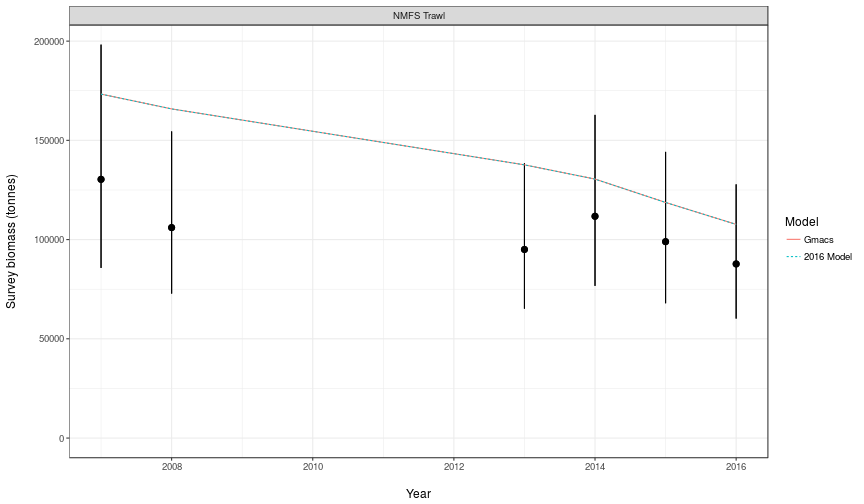 NMFS Trawl
200000
150000
100000
50000
0
Survey biomass (tonnes)
2008
2010
2012
2014
2016
Year
Model
Gmacs
2016 Model